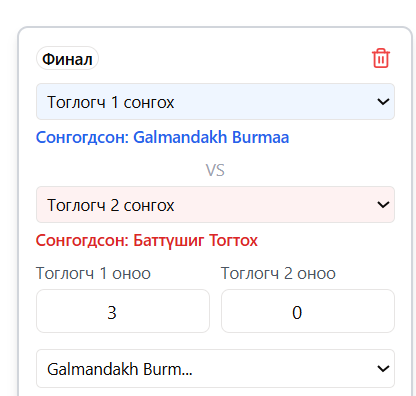 Финал
Тоглогч 1 сонгох
Сонгогдсон: Galmandakh Burmaa
VS
Тоглогч 2 сонгох
Сонгогдсон: Баттүшиг Тогтох
Тоглогч 1 оноо Тоглогч 2 оноо
3 0
Galmandakh Burm...